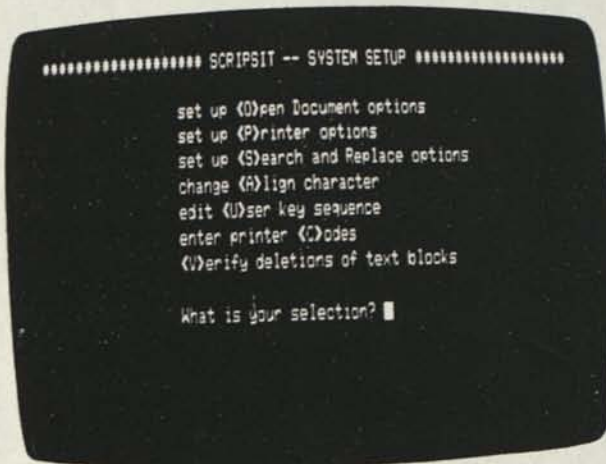 ****************** SCRIPSIT -- SYSTEM SETUP *****************
set up <O>pen Document options
set up <P>rinter options
set up <S>earch and Replace options
change <A>lign character
edit <U>ser key sequence
enter printer <C>odes
<V>erify deletions of text blocks
What is your selection?